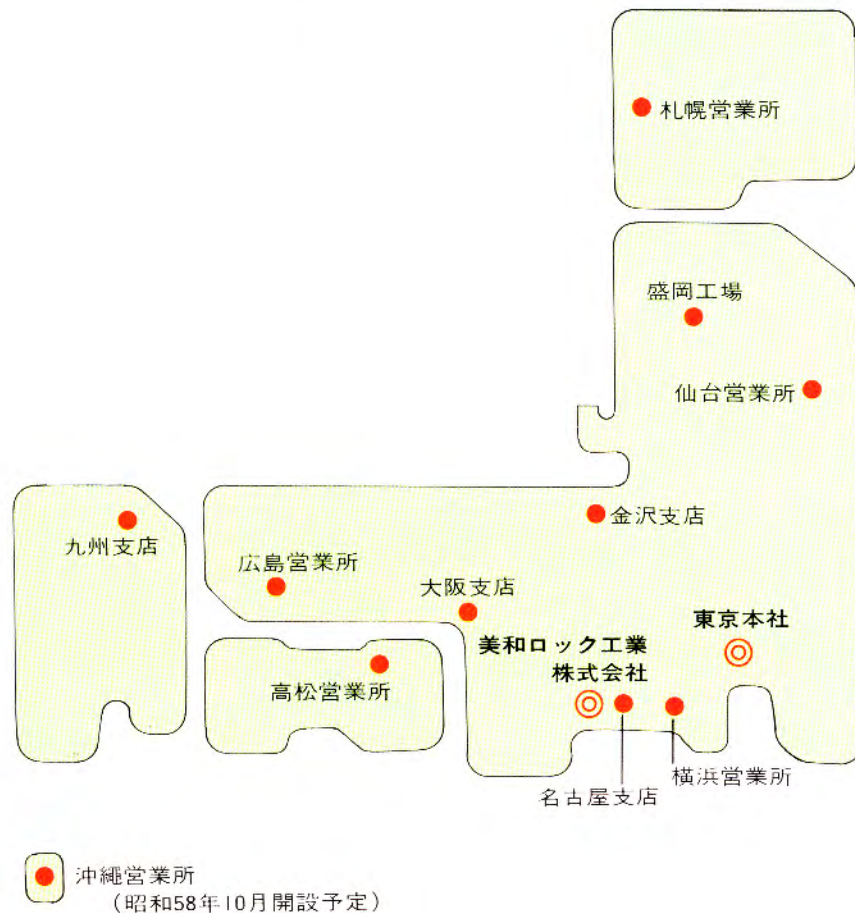 札幌営業所
盛岡工場
仙台営業所
金沢支店
九州支店
広島営業所
大阪支店
東京本社
美和ロック工業
株式会社
高松営業所
横浜営業所
名古屋支店
沖縄営業所
（昭和58年10月開設予定）